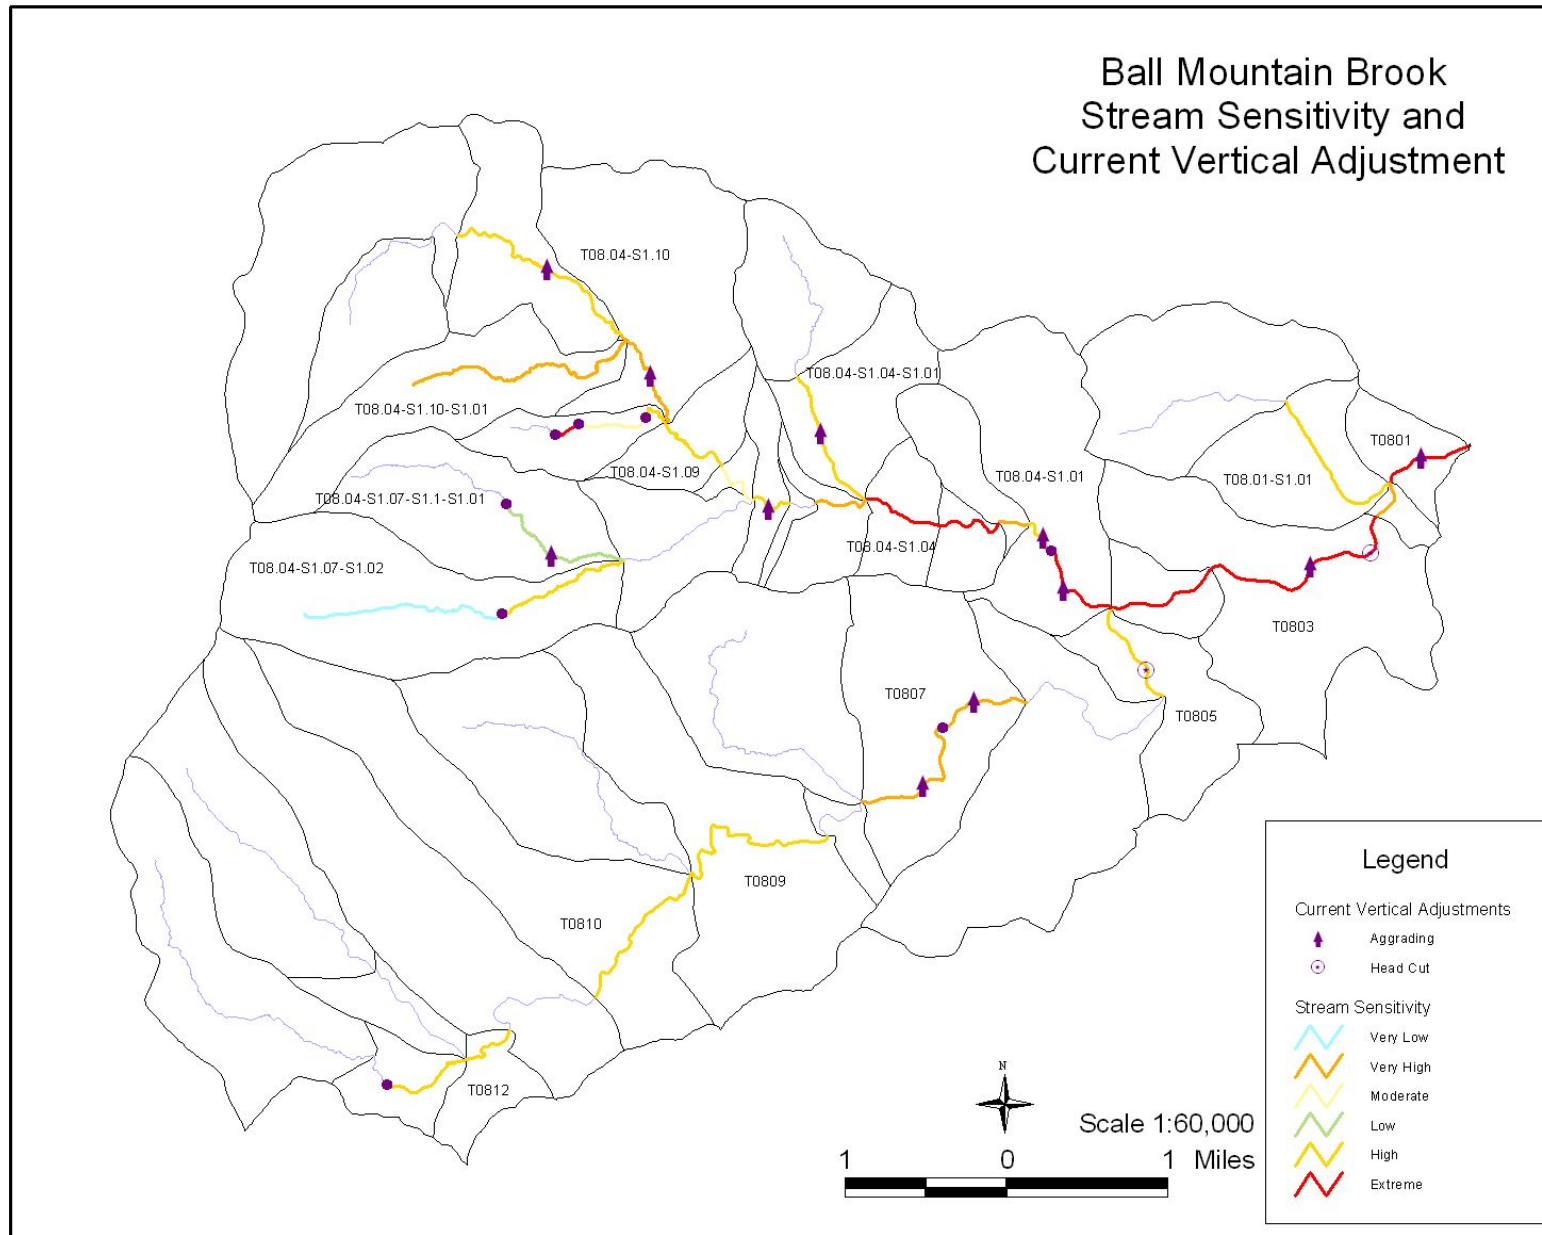 Ball Mountain Brook
Stream Sensitivity and
Current Vertical Adjustment
T08.04-S1.10
T08.04-S1.04-S1.01
T08.04-S1.10-S1.01
T0801
T08.04-S1.09
T08.04-S1.01
T08.01-S1.01
T08.04-S1.07-S1.1-S1.01
T08.04-S1.04
T08.04-S1.07-S1.02
T0803
T0807
T0805
T0809
T0810
T0812
Legend
Current Vertical Adjustments
Aggrading
Head Cut
Stream Sensitivity
Very Low
Very High
Moderate
Low
High
Extreme
N
Scale 1:60,000
1 0 1 Miles